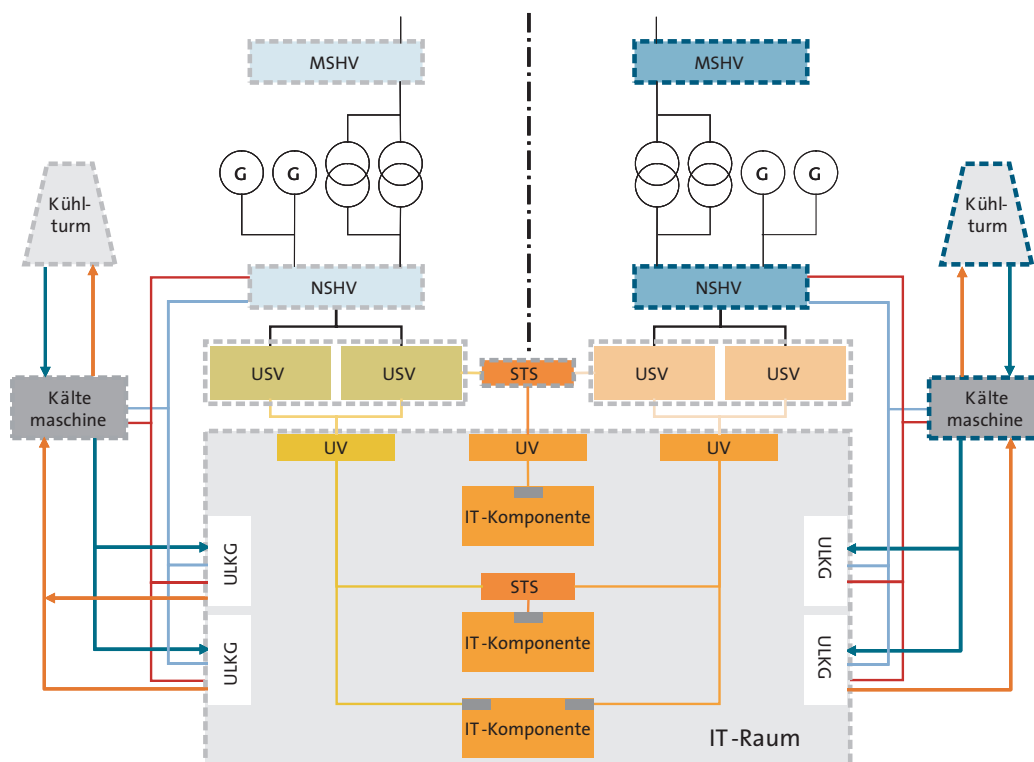 MSHV
MSHV
G
G
G
G
Kühl-
turm
Kühl-
turm
NSHV
NSHV
USV
USV
STS
USV
USV
Kälte
maschine
Kälte
maschine
UV
UV
UV
IT-Komponente
ULKG
ULKG
STS
IT-Komponente
ULKG
ULKG
IT-Komponente
IT-Raum